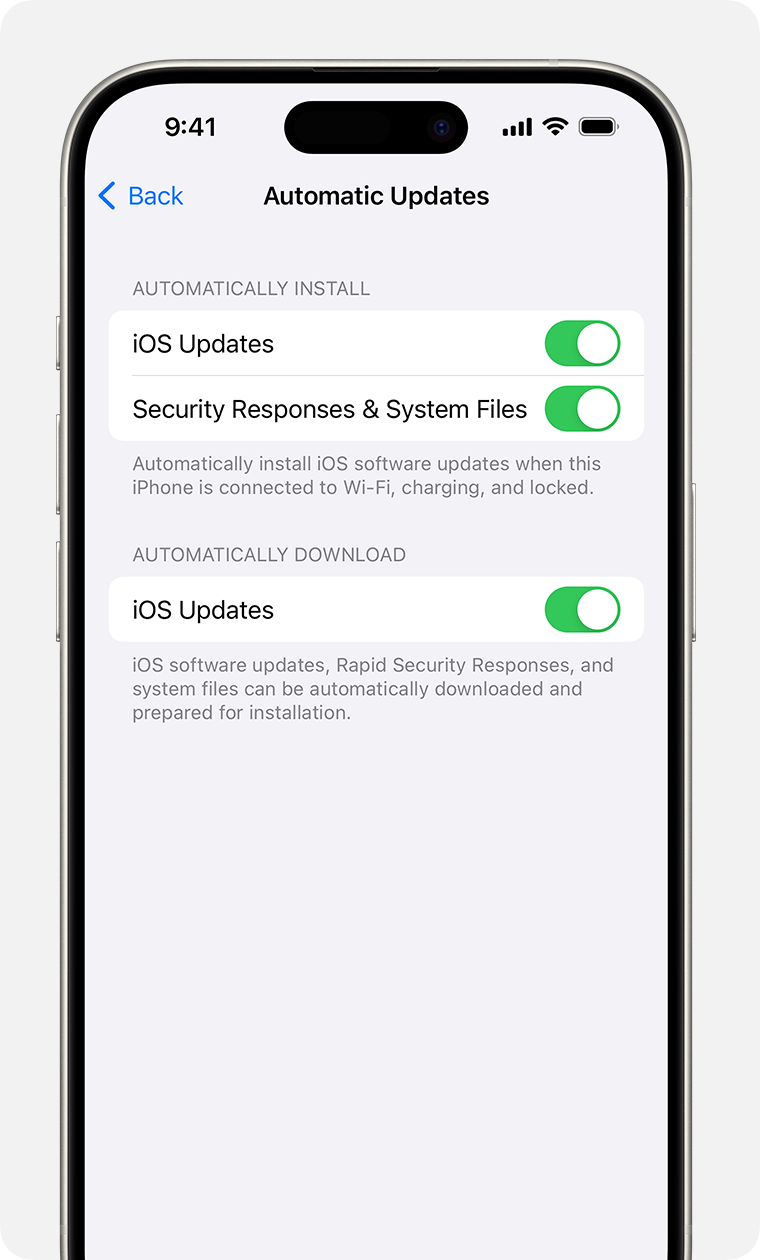 9:41
Back
Automatic Updates
AUTOMATICALLY INSTALL
iOS Updates
Security Responses & System Files
Automatically install iOS software updates when this
iPhone is connected to Wi-Fi, charging, and locked.
AUTOMATICALLY DOWNLOAD
iOS Updates
iOS software updates, Rapid Security Responses, and
system files can be automatically downloaded and
prepared for installation.